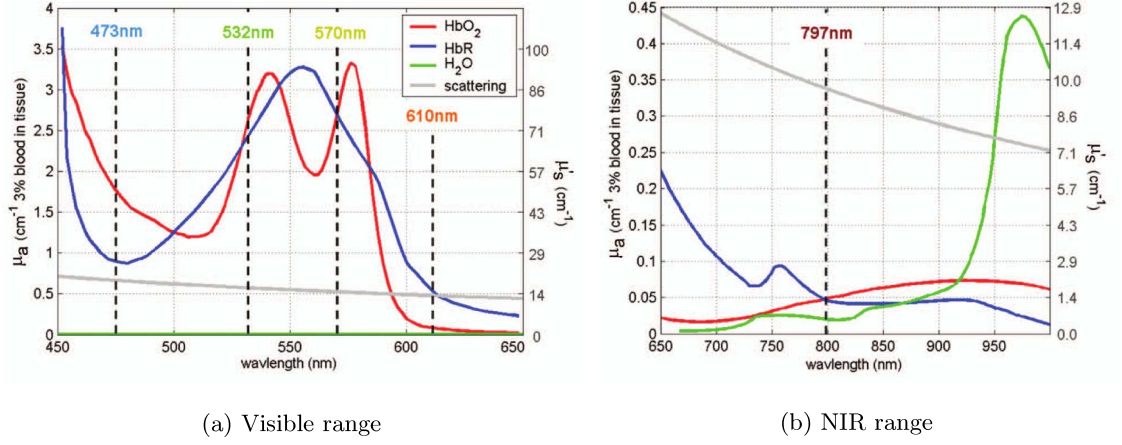 473nm
532nm
570nm
610nm
HbO2
HbR
H2O
scattering
4
3.5
3
2.5
2
1.5
1
0.5
0
100
86
71
57
43
29
14
0
450
500
550
600
650
wavlength (nm)
μa (cm-1 3% blood in tissue)
μ's (cm-1)
(a) Visible range
797nm
0.45
0.4
0.35
0.3
0.25
0.2
0.15
0.1
0.05
0
12.9
11.4
10.0
8.6
7.1
5.7
4.3
2.9
1.4
0.0
650
700
750
800
850
900
950
wavlength (nm)
μa (cm-1 3% blood in tissue)
μ's (cm-1)
(b) NIR range